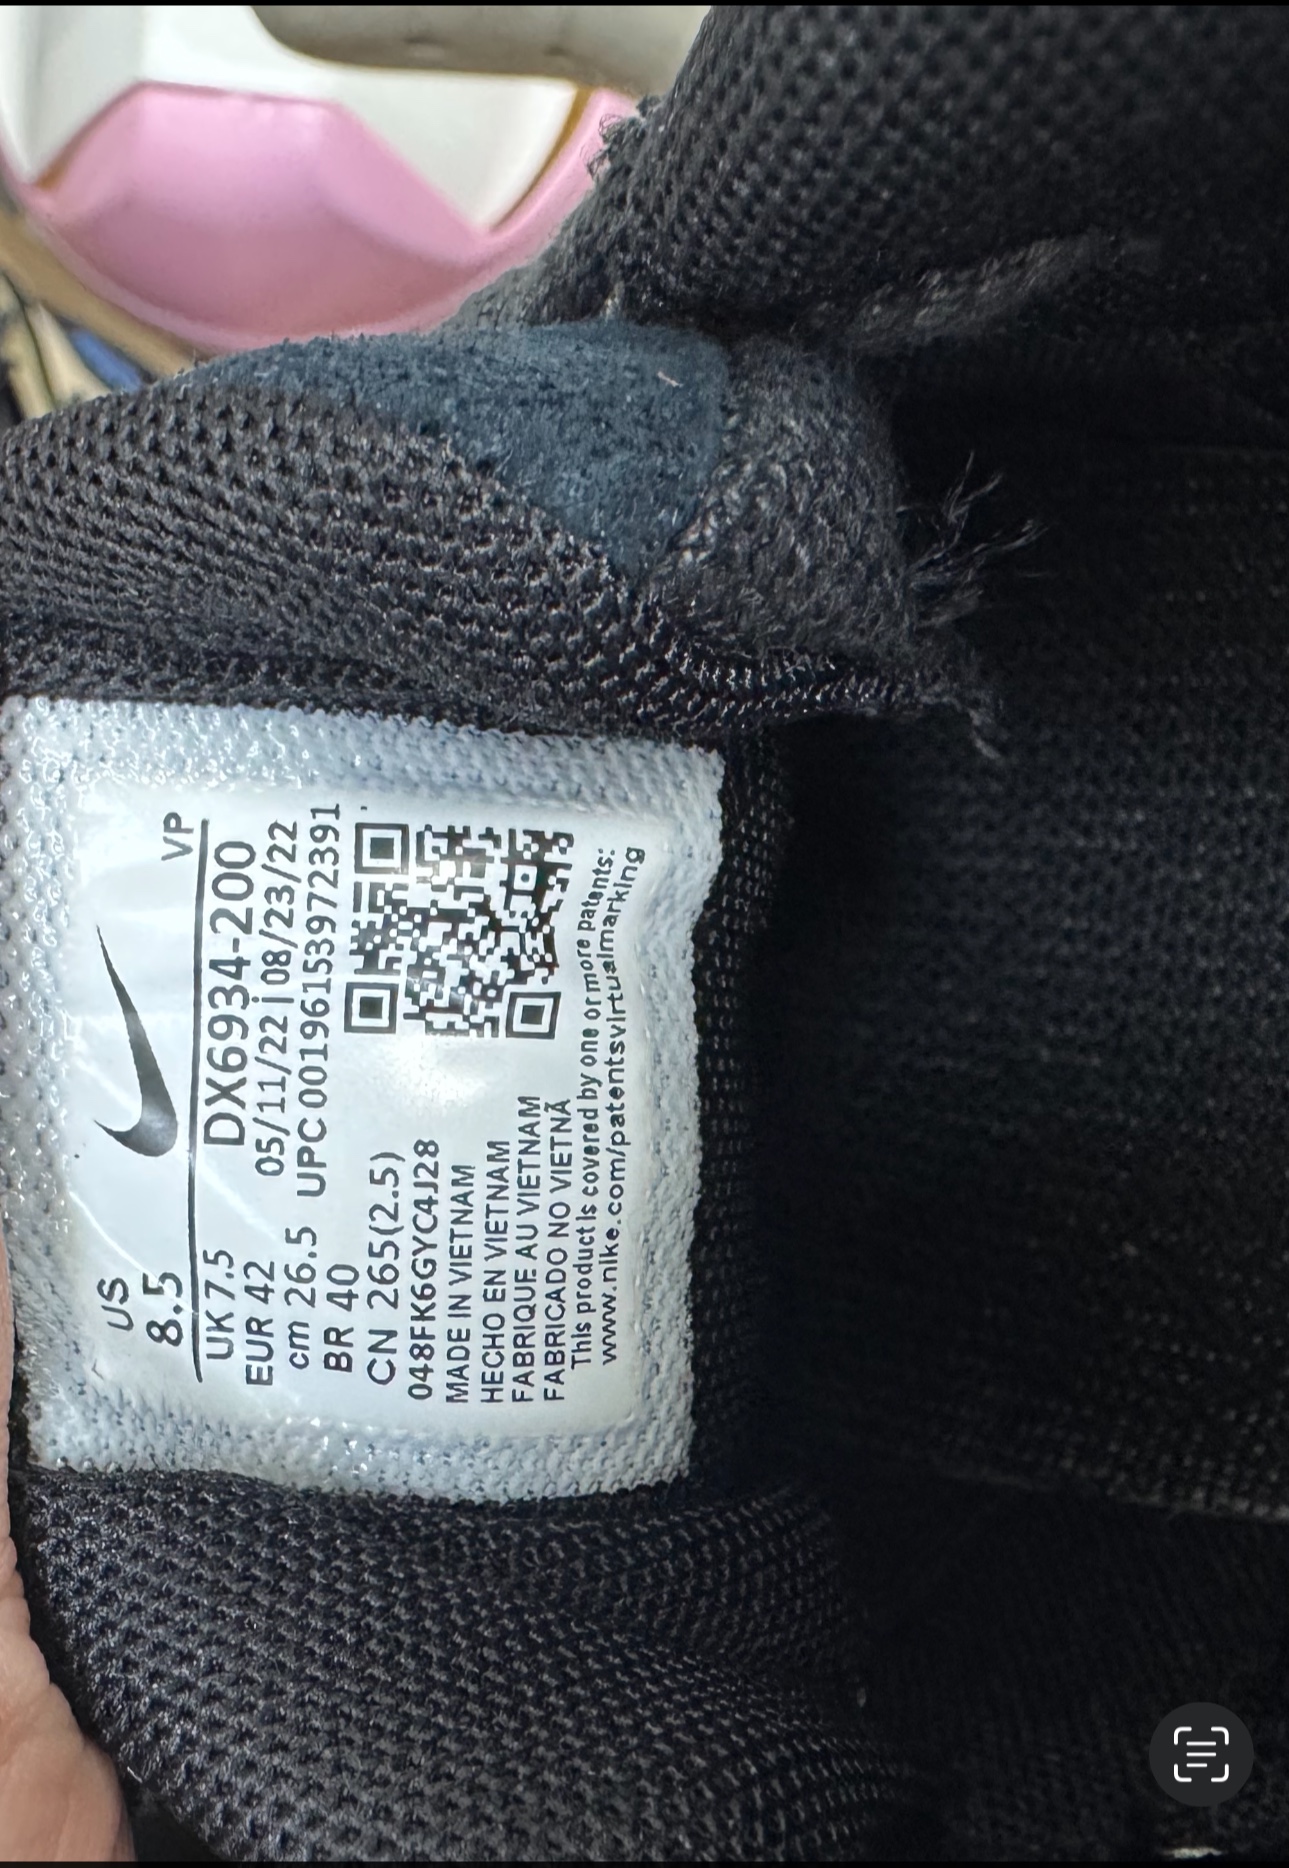 US
8.5
VP
UK 7.5
EUR 42
cm 26.5
BR 40
CN 265(2.5)
DX6934-200
05/11/22 | 08/23/22
UPC 00196153972391
048FK6GYC4J28
MADE IN VIETNAM
HECHO EN VIETNAM
FABRIQUE AU VIETNAM
FABRICADO NO VIETNÃ
This product is covered by one or more patents:
www.nike.com/patentsvirtualmarking